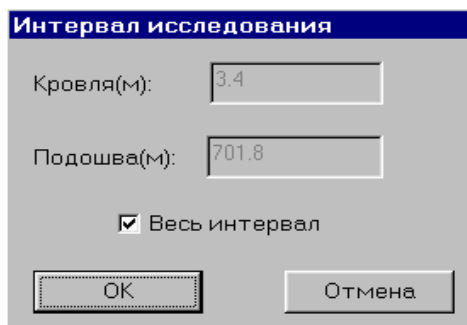 Интервал исследования
Кровля(м): 3.4
Подошва(м): 701.8
Весь интервал
OK Отмена